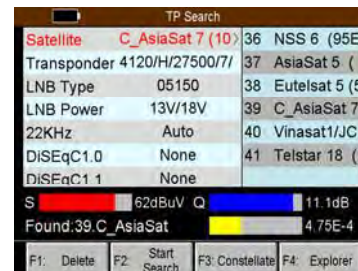 TP Search
Satellite C_AsiaSat 7 (10 36 NSS 6 (95E
Transponder 4120/H/27500/7/ 37 AsiaSat 5 (
LNB Type 05150 38 Eutelsat 5 (5
LNB Power 13V/18V 39 C_AsiaSat 7
22KHz Auto 40 Vinasat1/JC
DiSEqC1.0 None 41 Telstar 18 (
DiSEqC1.1 None
S 62dBuV Q 11.1dB
Found:39.C_AsiaSat 4.75E-4
F1: Delete F2: Start Search F3: Constellate F4: Explorer